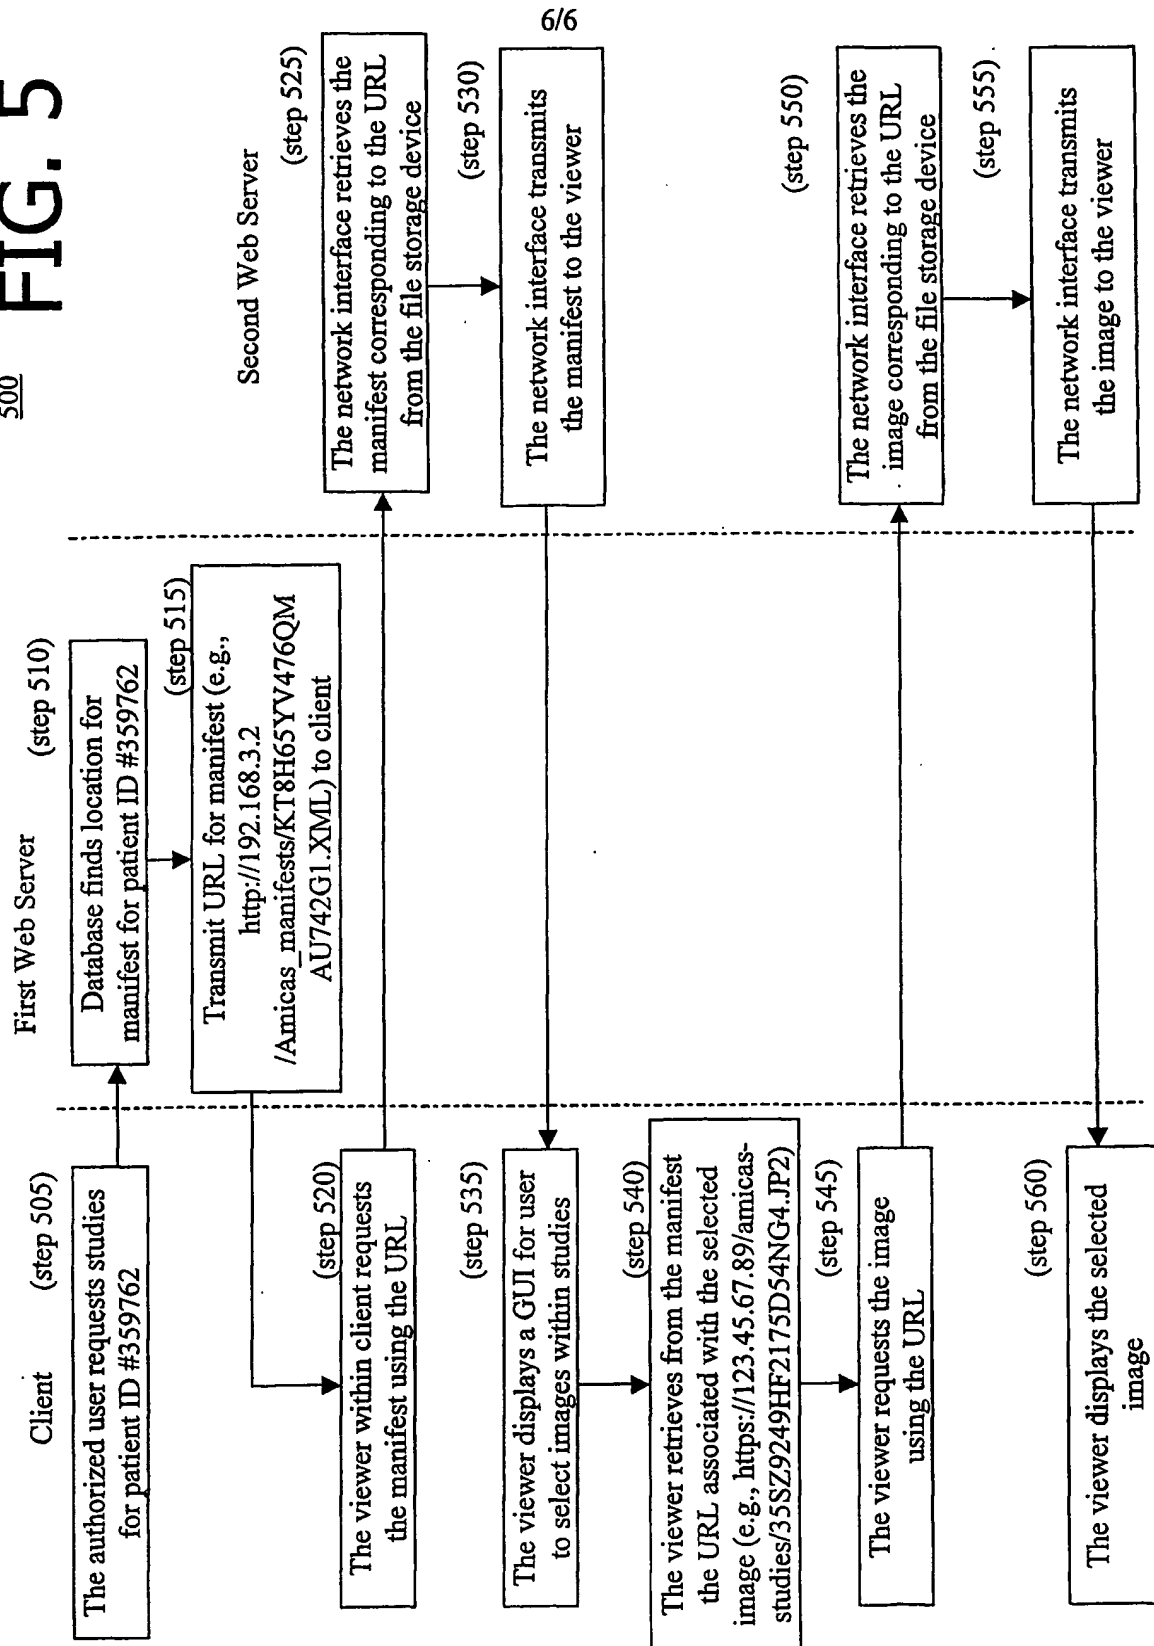 6/6
500
FIG. 5
Client
First Web Server
Second Web Server
(step 505)
The authorized user requests studies
for patient ID #359762
(step 510)
Database finds location for
manifest for patient ID #359762
(step 515)
Transmit URL for manifest (e.g.,
http://192.168.3.2
/Amicas_manifests/KT8H65YV476QM
AU742G1.XML) to client
(step 520)
The viewer within client requests
the manifest using the URL
(step 525)
The network interface retrieves the
manifest corresponding to the URL
from the file storage device
(step 530)
The network interface transmits
the manifest to the viewer
(step 535)
The viewer displays a GUI for user
to select images within studies
(step 540)
The viewer retrieves from the manifest
the URL associated with the selected
image (e.g., https://123.45.67.89/amicas-
studies/35SZ9249HF2175D54NG4.JP2)
(step 545)
The viewer requests the image
using the URL
(step 550)
The network interface retrieves the
image corresponding to the URL
from the file storage device
(step 555)
The network interface transmits
the image to the viewer
(step 560)
The viewer displays the selected
image